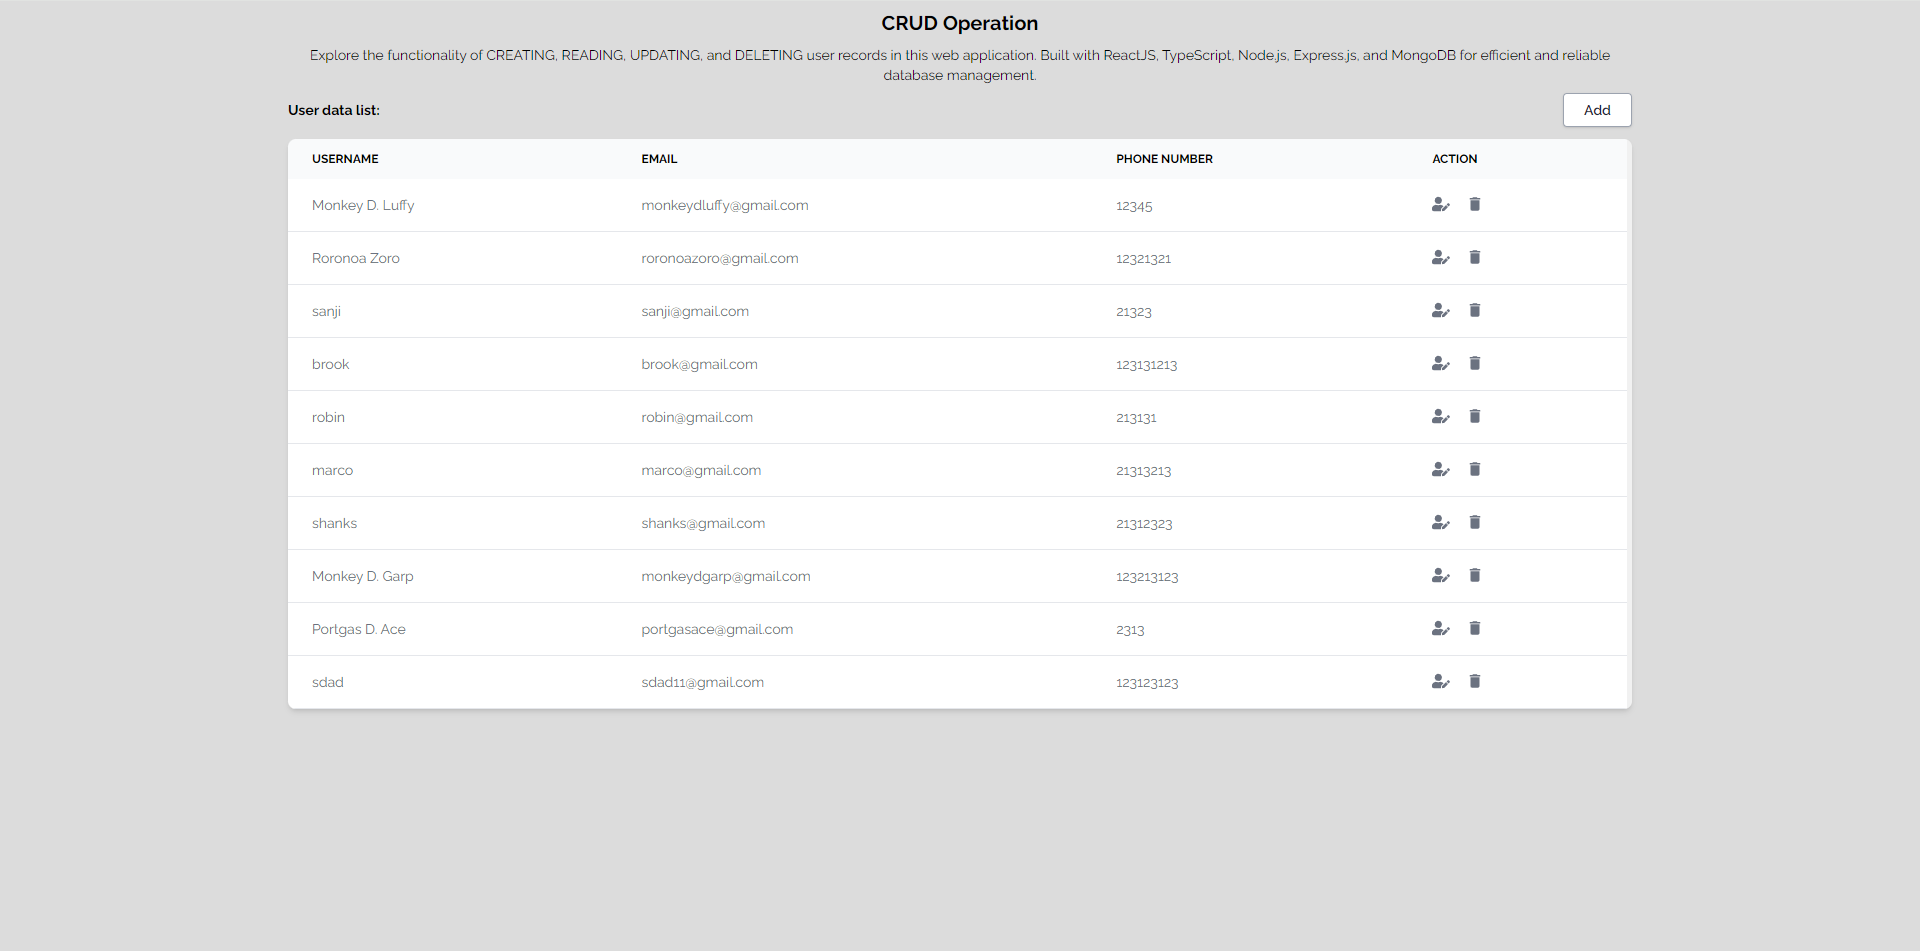 CRUD Operation
Explore the functionality of CREATING, READING, UPDATING, and DELETING user records in this web application. Built with ReactJS, TypeScript, Node.js, Express.js, and MongoDB for efficient and reliable
database management.
User data list: Add
USERNAME EMAIL PHONE NUMBER ACTION
Monkey D. Luffy monkeydluffy@gmail.com 12345
Roronoa Zoro roronoazoro@gmail.com 12321321
sanji sanji@gmail.com 21323
brook brook@gmail.com 123131213
robin robin@gmail.com 213131
marco marco@gmail.com 21313213
shanks shanks@gmail.com 21312323
Monkey D. Garp monkeydgarp@gmail.com 123213123
Portgas D. Ace portgasace@gmail.com 2313
sdad sdad11@gmail.com 123123123